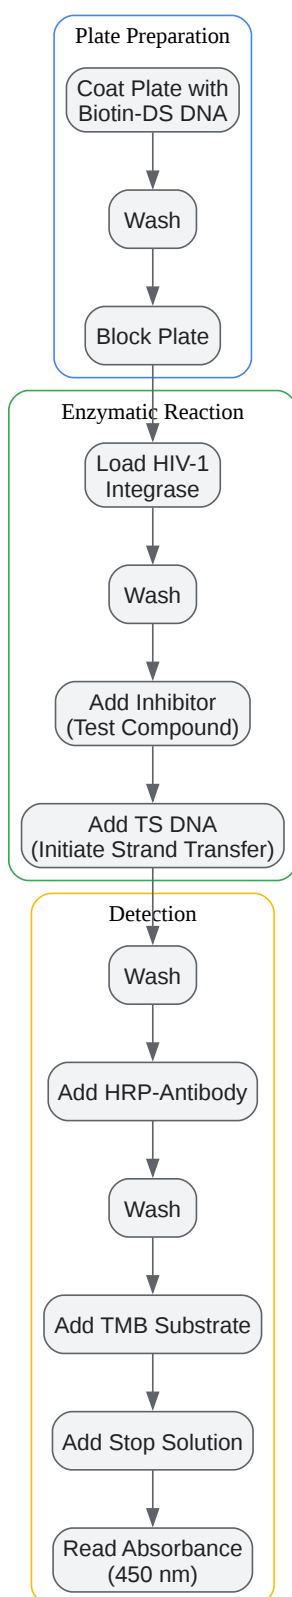 Plate Preparation
Coat Plate with
Biotin-DS DNA
Wash
Block Plate
Enzymatic Reaction
Load HIV-1
Integrase
Wash
Add Inhibitor
(Test Compound)
Add TS DNA
(Initiate Strand Transfer)
Detection
Wash
Add HRP-Antibody
Wash
Add TMB Substrate
Add Stop Solution
Read Absorbance
(450 nm)